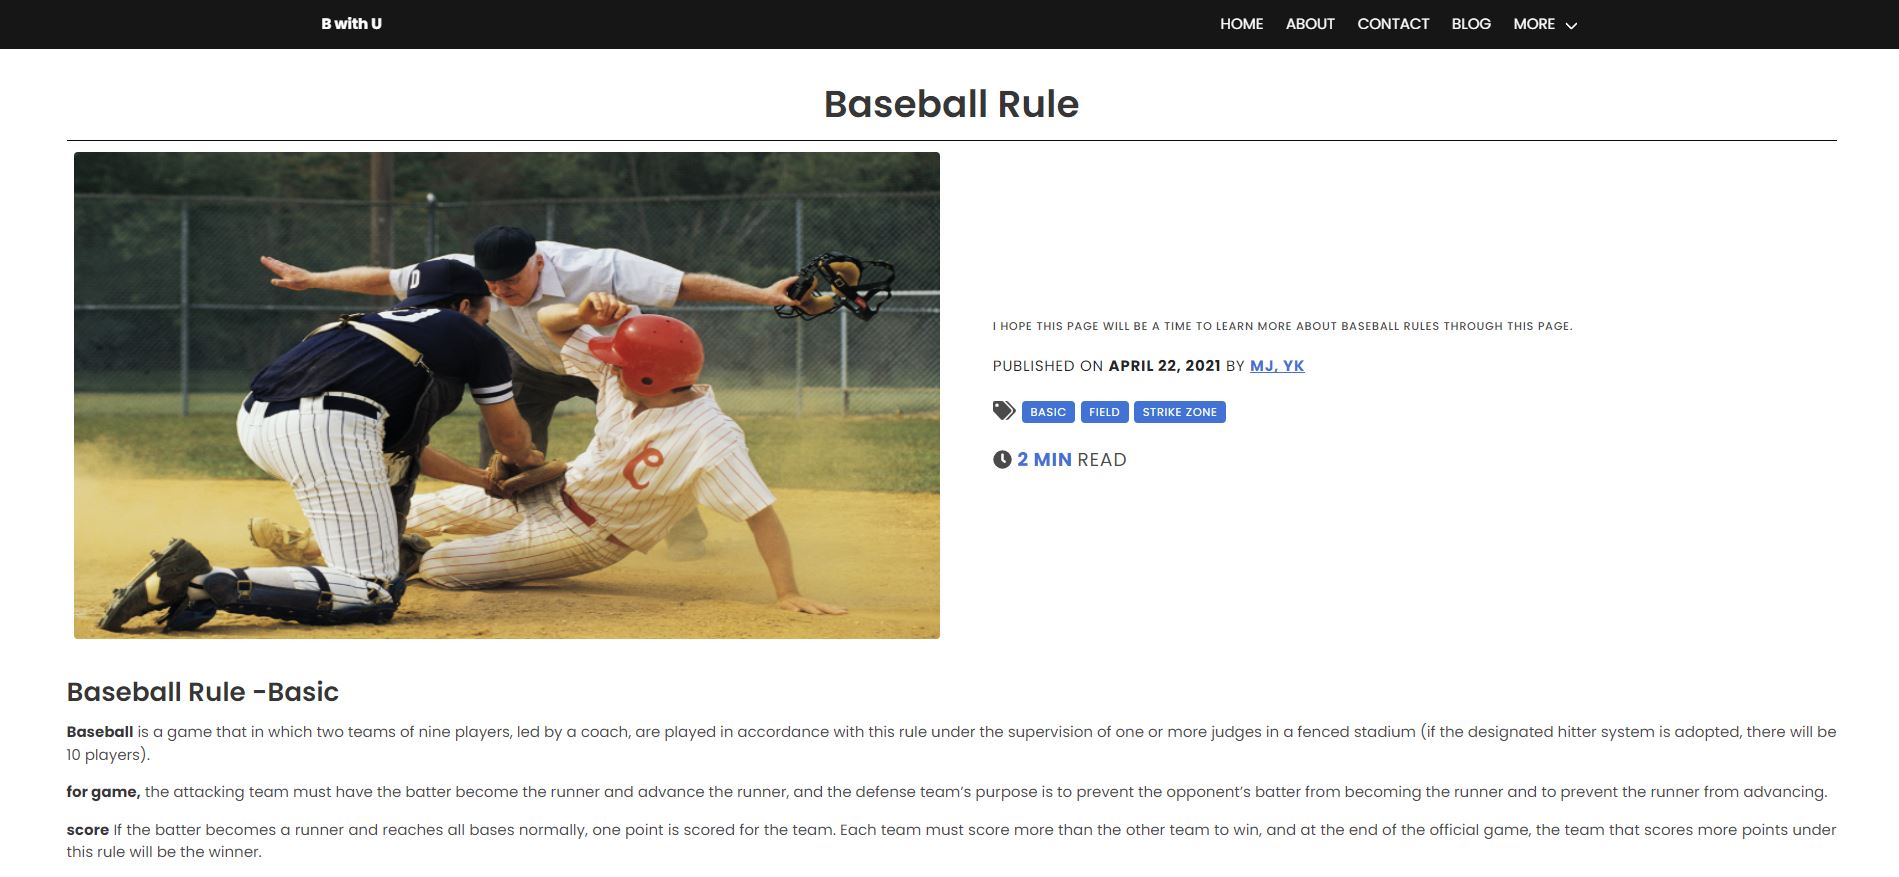 B with U
HOME ABOUT CONTACT BLOG MORE
Baseball Rule
D
I HOPE THIS PAGE WILL BE A TIME TO LEARN MORE ABOUT BASEBALL RULES THROUGH THIS PAGE.
PUBLISHED ON APRIL 22, 2021 BY MJ, YK
BASIC FIELD STRIKE ZONE
2 MIN READ
Baseball Rule -Basic
Baseball is a game that in which two teams of nine players, led by a coach, are played in accordance with this rule under the supervision of one or more judges in a fenced stadium (if the designated hitter system is adopted, there will be
10 players).
for game, the attacking team must have the batter become the runner and advance the runner, and the defense team's purpose is to prevent the opponent's batter from becoming the runner and to prevent the runner from advancing.
score If the batter becomes a runner and reaches all bases normally, one point is scored for the team. Each team must score more than the other team to win, and at the end of the official game, the team that scores more points under
this rule will be the winner.